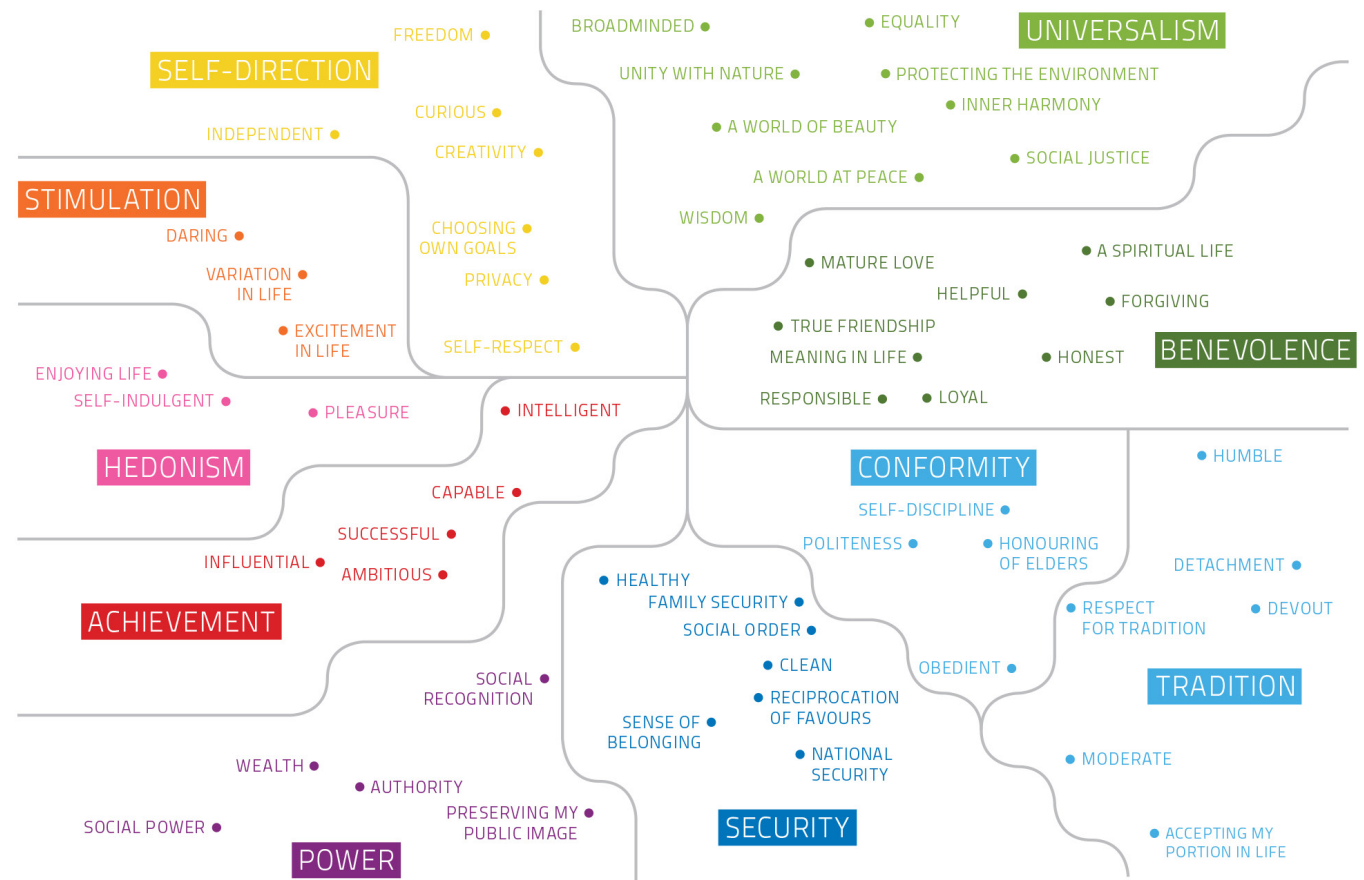 SELF-DIRECTION
FREEDOM
CURIOUS
INDEPENDENT
CREATIVITY
CHOOSING
OWN GOALS
PRIVACY
SELF-RESPECT
UNIVERSALISM
BROADMINDED
EQUALITY
UNITY WITH NATURE
PROTECTING THE ENVIRONMENT
INNER HARMONY
A WORLD OF BEAUTY
SOCIAL JUSTICE
A WORLD AT PEACE
WISDOM
STIMULATION
DARING
VARIATION
IN LIFE
EXCITEMENT
IN LIFE
A SPIRITUAL LIFE
MATURE LOVE
HELPFUL
FORGIVING
TRUE FRIENDSHIP
MEANING IN LIFE
HONEST
BENEVOLENCE
RESPONSIBLE
LOYAL
ENJOYING LIFE
SELF-INDULGENT
PLEASURE
HEDONISM
INTELLIGENT
CAPABLE
SUCCESSFUL
INFLUENTIAL
AMBITIOUS
ACHIEVEMENT
CONFORMITY
SELF-DISCIPLINE
POLITENESS
HONOURING
OF ELDERS
OBEDIENT
HUMBLE
DETACHMENT
RESPECT
FOR TRADITION
DEVOUT
TRADITION
MODERATE
ACCEPTING MY
PORTION IN LIFE
HEALTHY
FAMILY SECURITY
SOCIAL ORDER
CLEAN
RECIPROCATION
OF FAVOURS
SENSE OF
BELONGING
NATIONAL
SECURITY
SECURITY
SOCIAL
RECOGNITION
WEALTH
AUTHORITY
PRESERVING MY
PUBLIC IMAGE
SOCIAL POWER
POWER